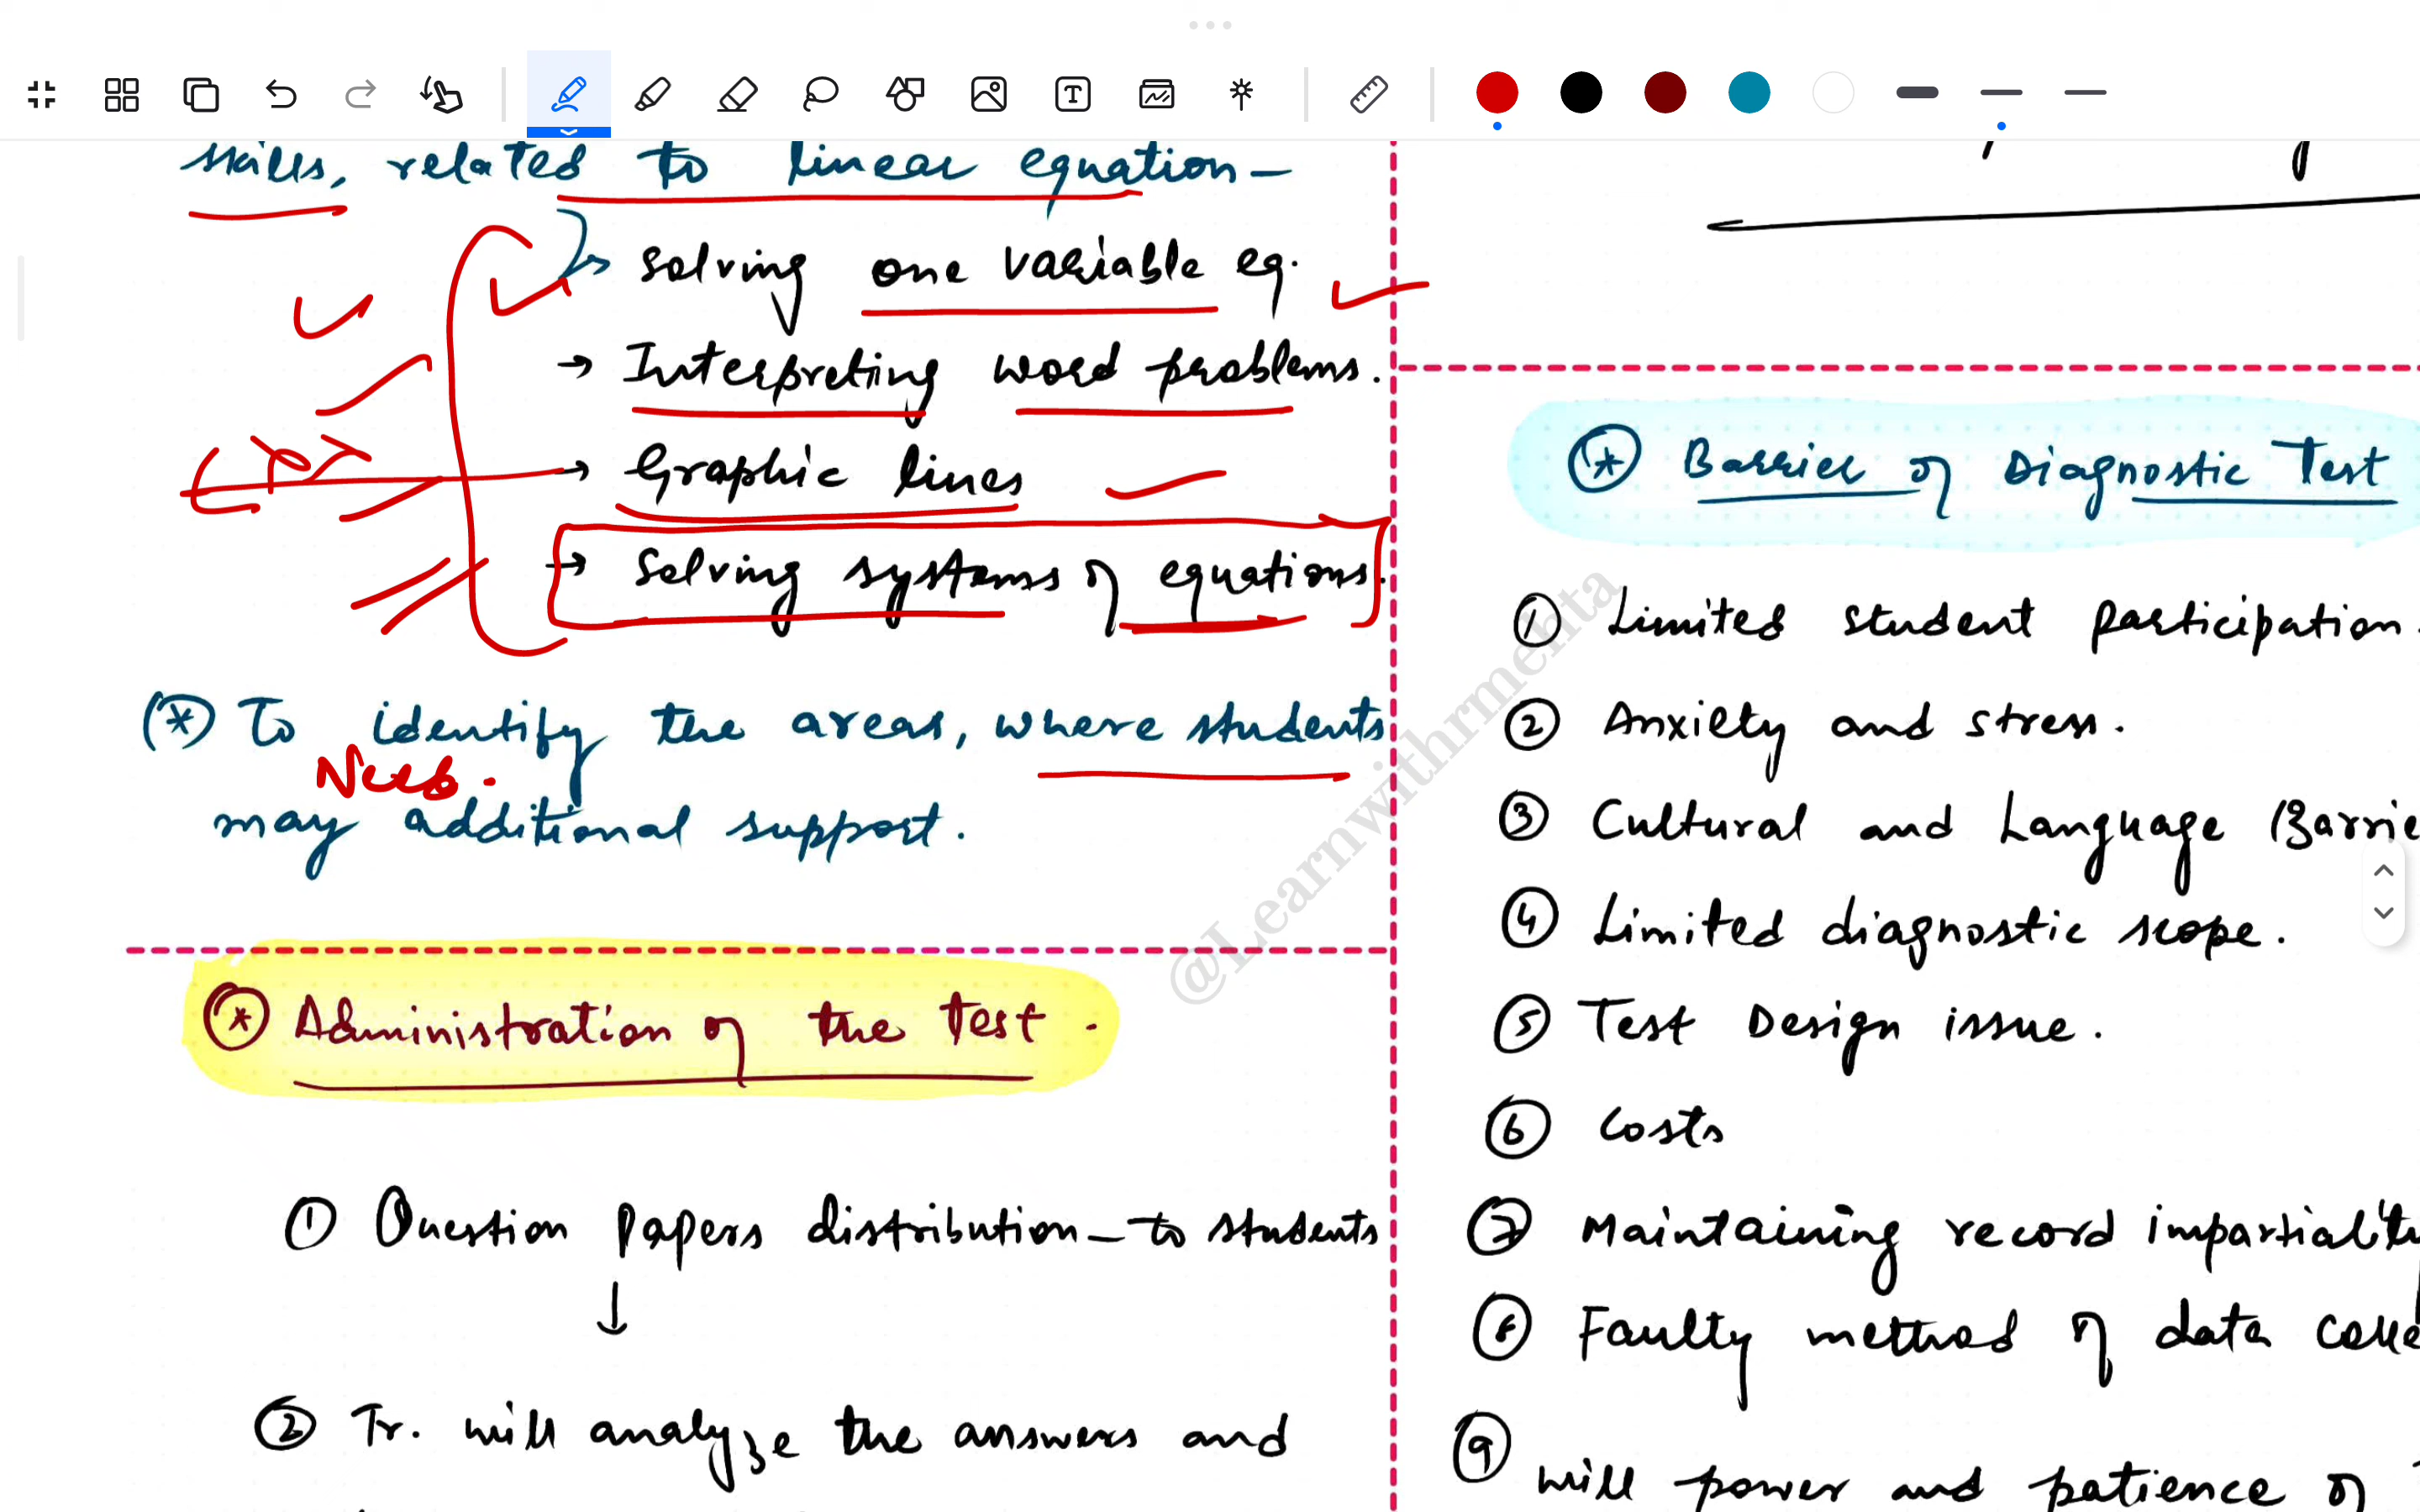 skills, related to linear equation -
→ Solving one variable eq.
→ Interpreting word problems.
→ Graphic lines
→ Solving systems of equations.
(*) To identify the areas, where students
Need.
may additional support.
(*) Administration of the Test.
① Question Papers distribution - to students
↓
② Tr. will analyze the answers and
(*) Barrier of Diagnostic Test
① Limited student participation.
② Anxiety and stress.
③ Cultural and Language Barrie
④ Limited diagnostic scope.
⑤ Test Design issue.
⑥ Costs
⑦ Maintaining record impartiality
⑧ Faulty method of data colle
⑨ will power and patience of
@Learnwithrmehta